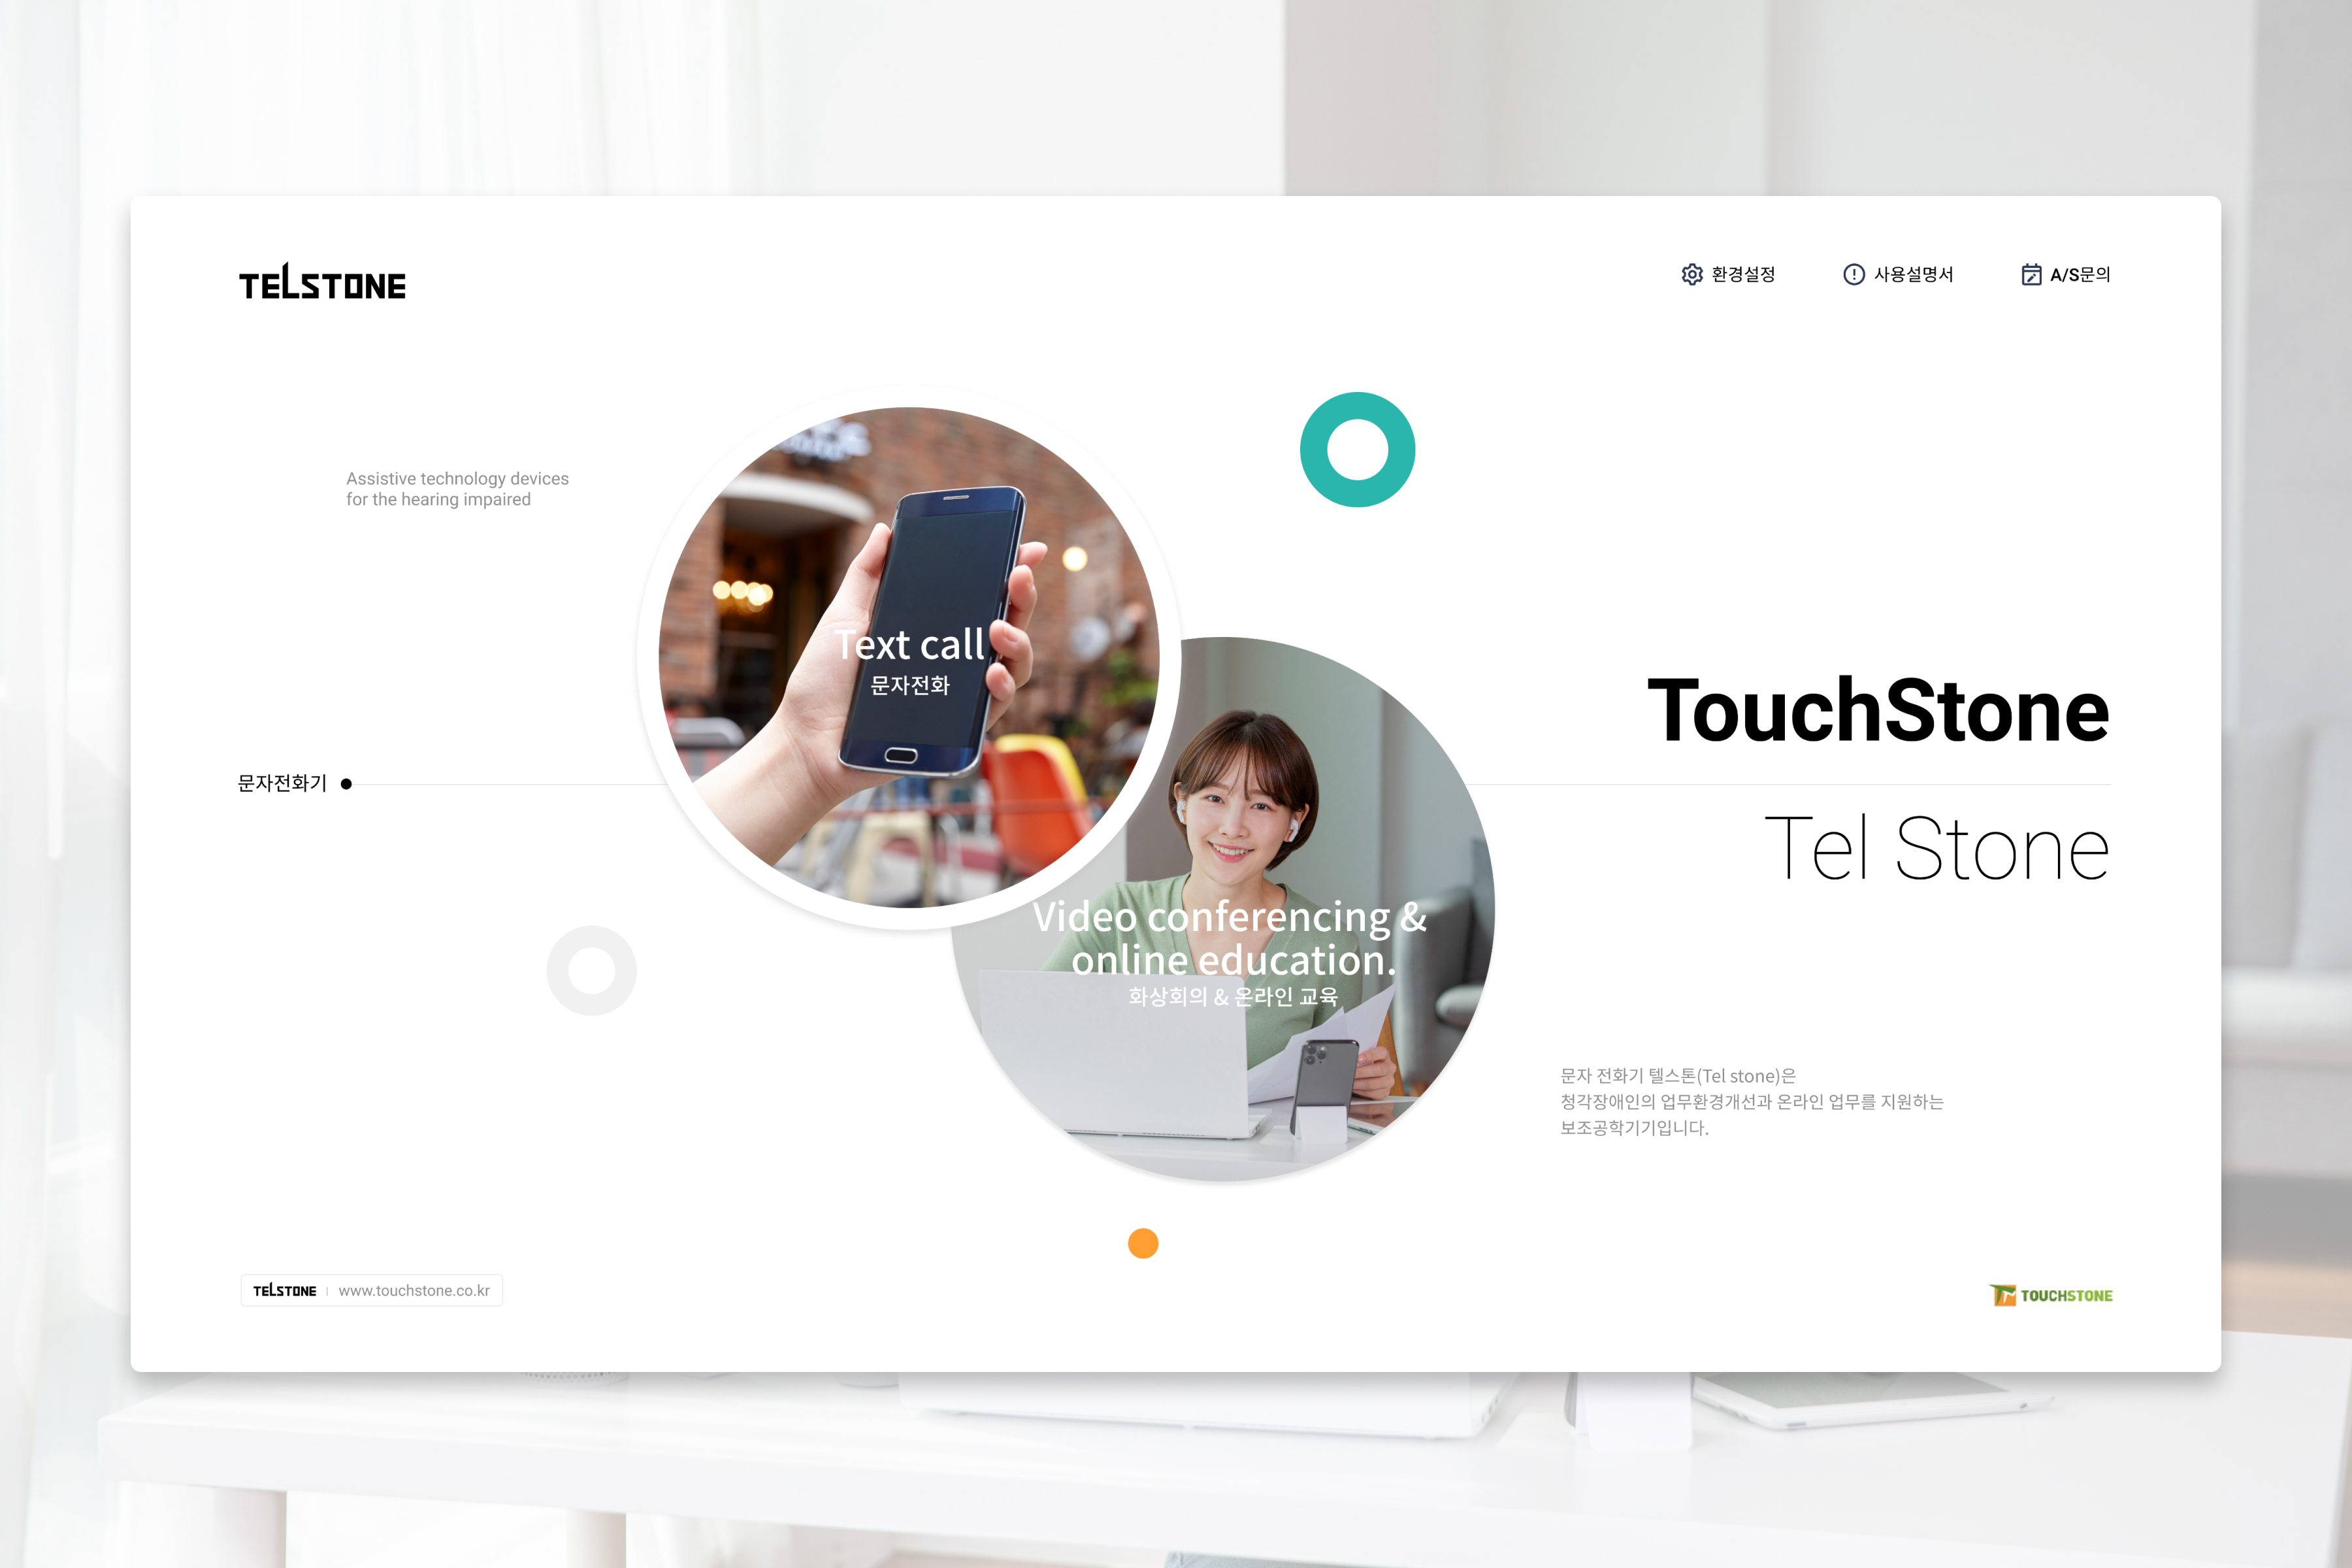 TELSTONE
환경설정
사용설명서
A/S문의
Assistive technology devices
for the hearing impaired
Text call
문자전화
TouchStone
문자전화기
Tel Stone
Video conferencing &
online education.
화상회의 & 온라인 교육
문자 전화기 텔스톤(Tel stone)은
청각장애인의 업무환경개선과 온라인 업무를 지원하는
보조공학기기입니다.
TELSTONE | www.touchstone.co.kr
TOUCHSTONE